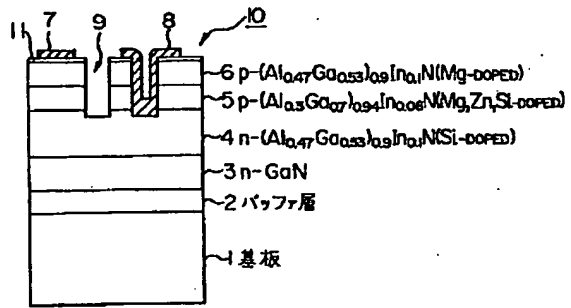 11 7 9 8 10
6 p-(Al0.47Ga0.53)0.9In0.1N(Mg-DOPED)
5 p-(Al0.3Ga0.7)0.94In0.06N(Mg,Zn,Si-DOPED)
4 n-(Al0.47Ga0.53)0.9In0.1N(Si-DOPED)
3 n-GaN
2 バッファ層
1 基板